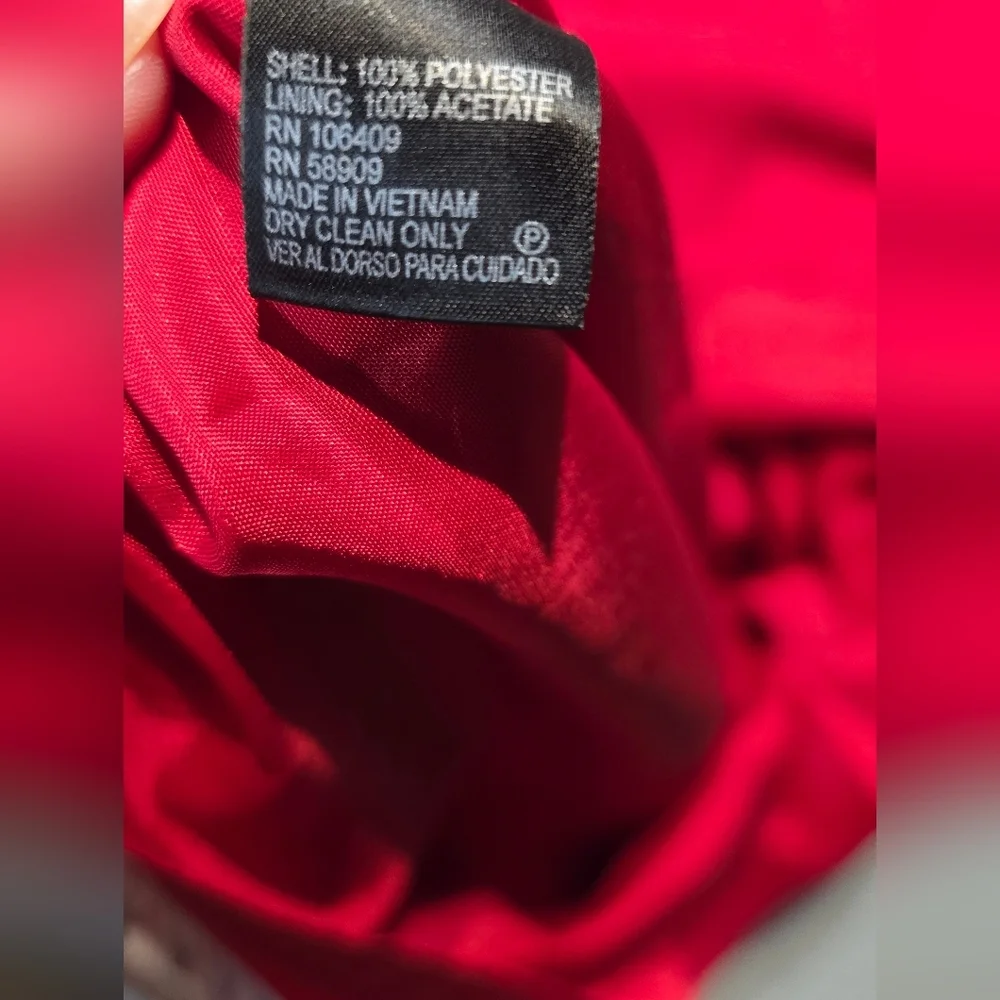 SHELL: 100% POLYESTER
LINING: 100% ACETATE
RN 106409
RN 58909
MADE IN VIETNAM
DRY CLEAN ONLY Ⓟ
VER AL DORSO PARA CUIDADO